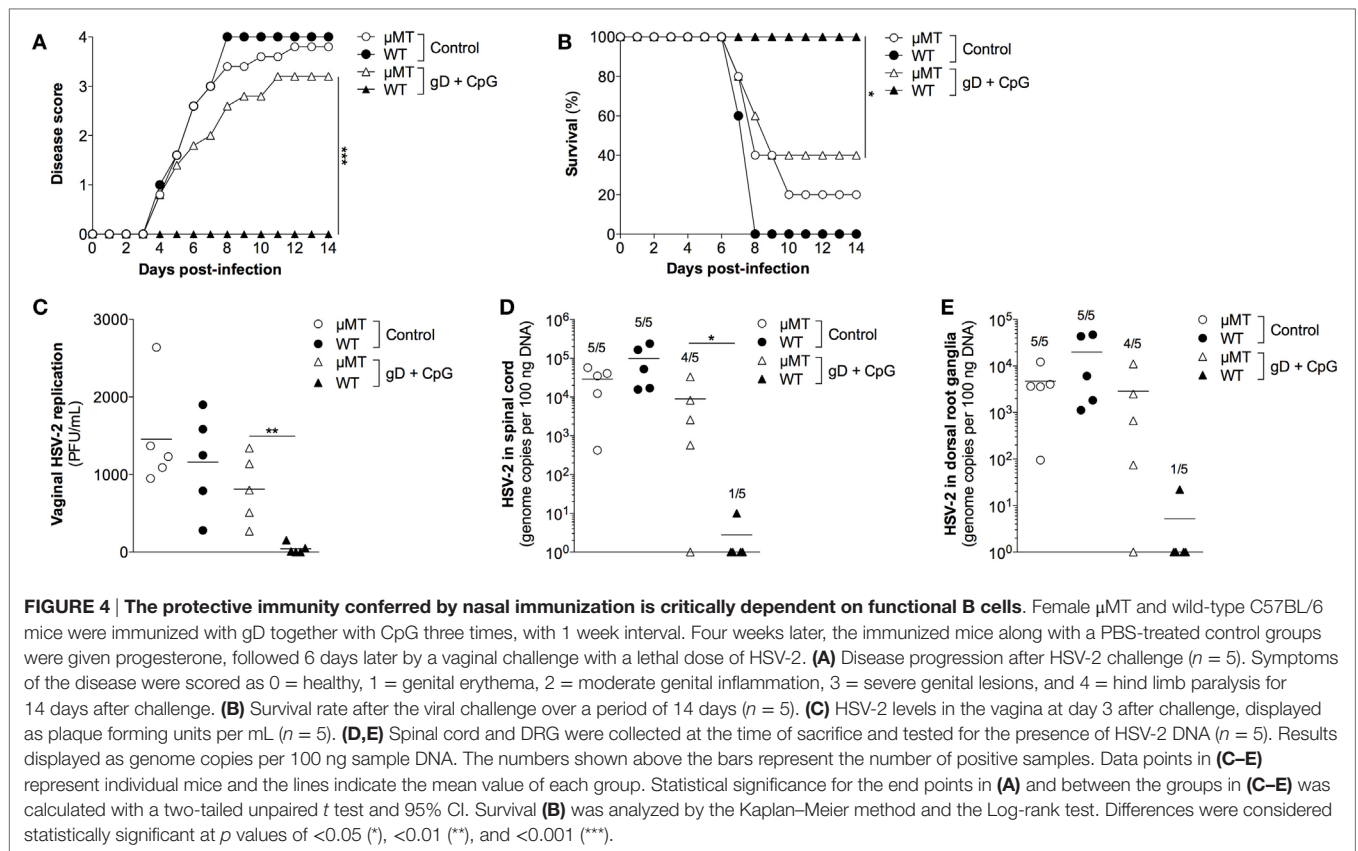 A
Disease score
4
3
2
1
0
0 2 4 6 8 10 12 14
Days post-infection
***
µMT
WT
Control
µMT
WT
gD + CpG
B
Survival (%)
100
80
60
40
20
0
0 2 4 6 8 10 12 14
Days post-infection
*
µMT
WT
Control
µMT
WT
gD + CpG
C
Vaginal HSV-2 replication
(PFU/mL)
3000
2000
1000
0
**
µMT
WT
Control
µMT
WT
gD + CpG
D
HSV-2 in spinal cord
(genome copies per 100 ng DNA)
10⁶
10⁵
10⁴
10³
10²
10¹
10⁰
5/5
5/5
4/5
1/5
*
µMT
WT
Control
µMT
WT
gD + CpG
E
HSV-2 in dorsal root ganglia
(genome copies per 100 ng DNA)
10⁵
10⁴
10³
10²
10¹
10⁰
5/5
5/5
4/5
1/5
µMT
WT
Control
µMT
WT
gD + CpG
FIGURE 4 | The protective immunity conferred by nasal immunization is critically dependent on functional B cells. Female µMT and wild-type C57BL/6
mice were immunized with gD together with CpG three times, with 1 week interval. Four weeks later, the immunized mice along with a PBS-treated control groups
were given progesterone, followed 6 days later by a vaginal challenge with a lethal dose of HSV-2. (A) Disease progression after HSV-2 challenge (n = 5). Symptoms
of the disease were scored as 0 = healthy, 1 = genital erythema, 2 = moderate genital inflammation, 3 = severe genital lesions, and 4 = hind limb paralysis for
14 days after challenge. (B) Survival rate after the viral challenge over a period of 14 days (n = 5). (C) HSV-2 levels in the vagina at day 3 after challenge, displayed
as plaque forming units per mL (n = 5). (D,E) Spinal cord and DRG were collected at the time of sacrifice and tested for the presence of HSV-2 DNA (n = 5). Results
displayed as genome copies per 100 ng sample DNA. The numbers shown above the bars represent the number of positive samples. Data points in (C–E)
represent individual mice and the lines indicate the mean value of each group. Statistical significance for the end points in (A) and between the groups in (C–E) was
calculated with a two-tailed unpaired t test and 95% CI. Survival (B) was analyzed by the Kaplan–Meier method and the Log-rank test. Differences were considered
statistically significant at p values of <0.05 (*), <0.01 (**), and <0.001 (***).